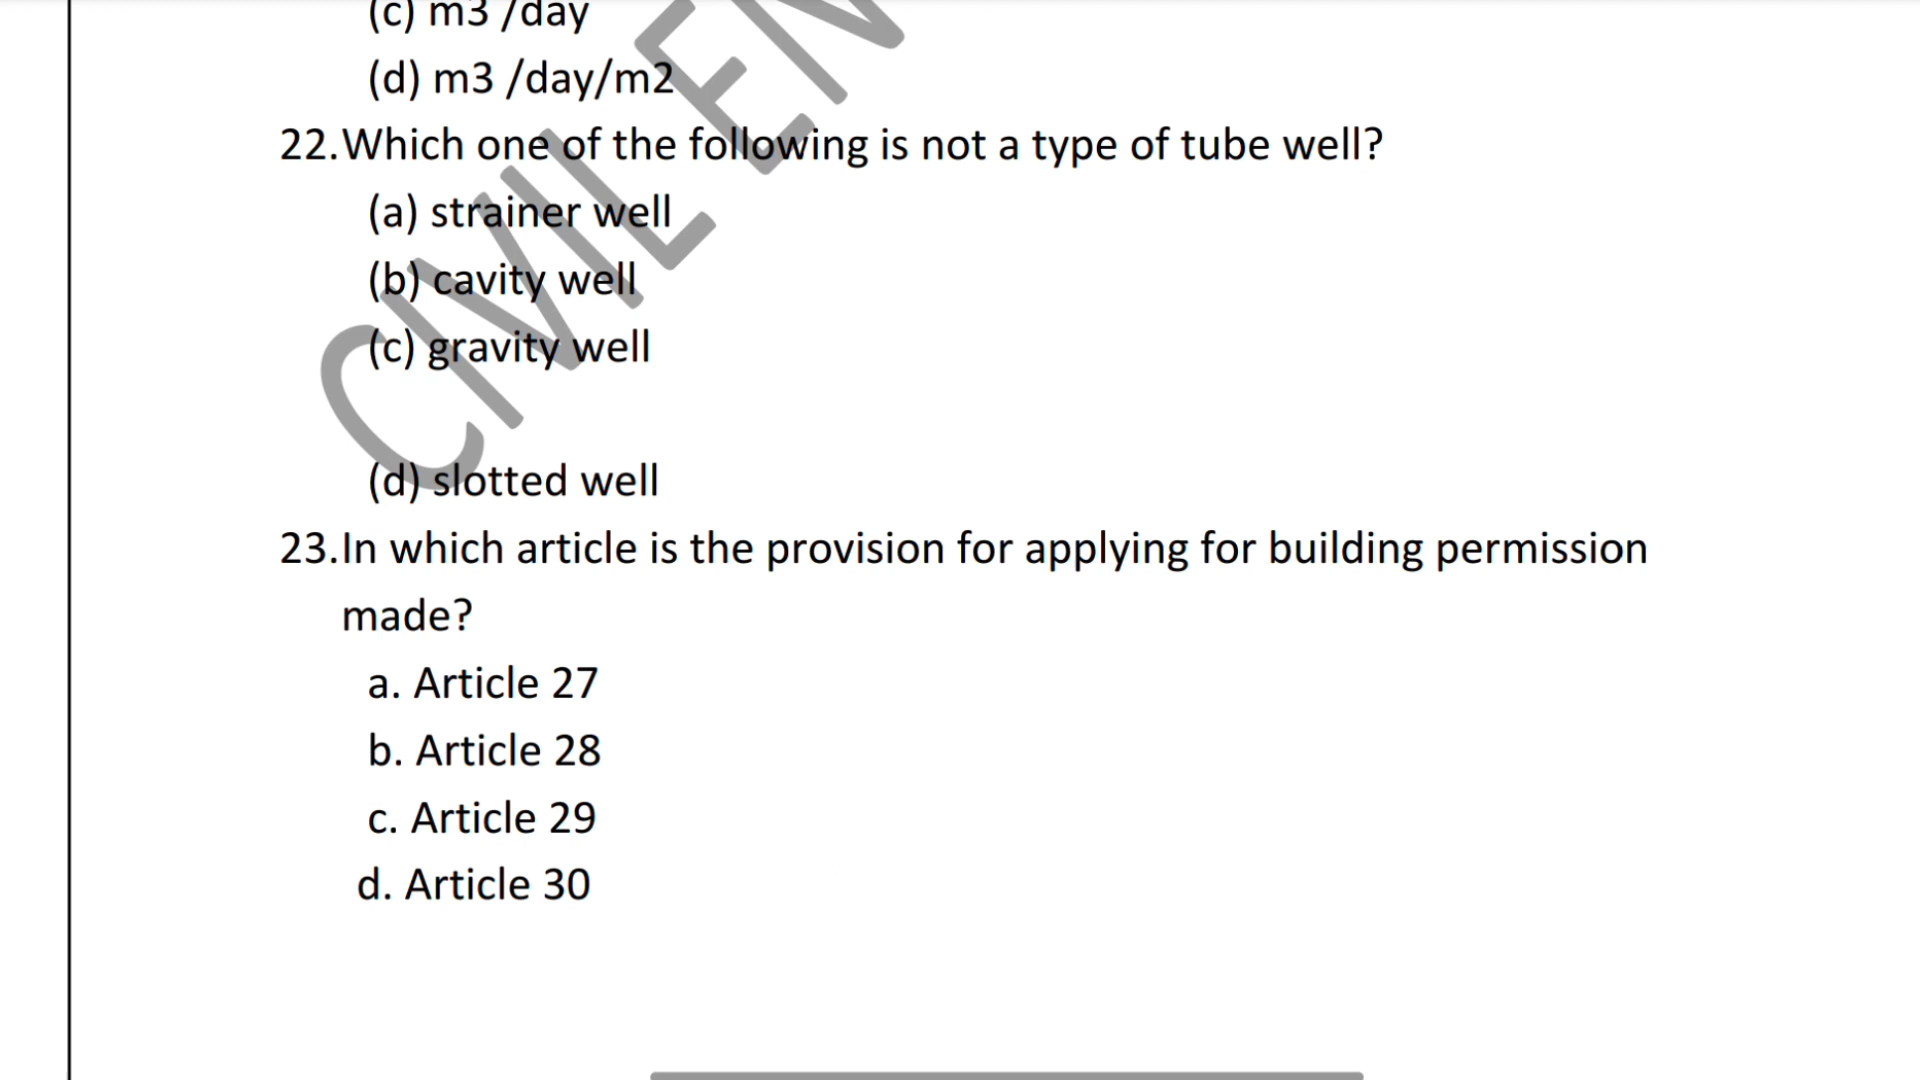 (c) m3 /day
(d) m3 /day/m2
22.Which one of the following is not a type of tube well?
(a) strainer well
(b) cavity well
(c) gravity well
(d) slotted well
23.In which article is the provision for applying for building permission
made?
a. Article 27
b. Article 28
c. Article 29
d. Article 30
CIVIL EN